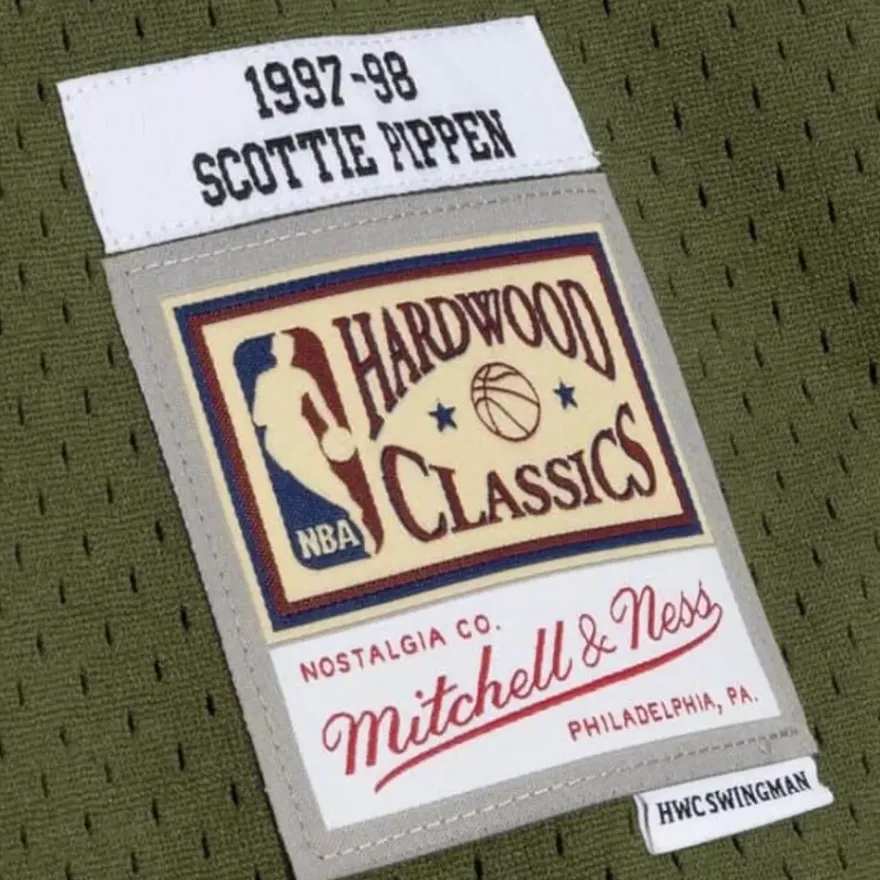 1997-98
SCOTTIE PIPPEN
HARDWOOD
CLASSICS
NBA
NOSTALGIA CO.
Mitchell & Ness
PHILADELPHIA, PA.
HWC SWINGMAN